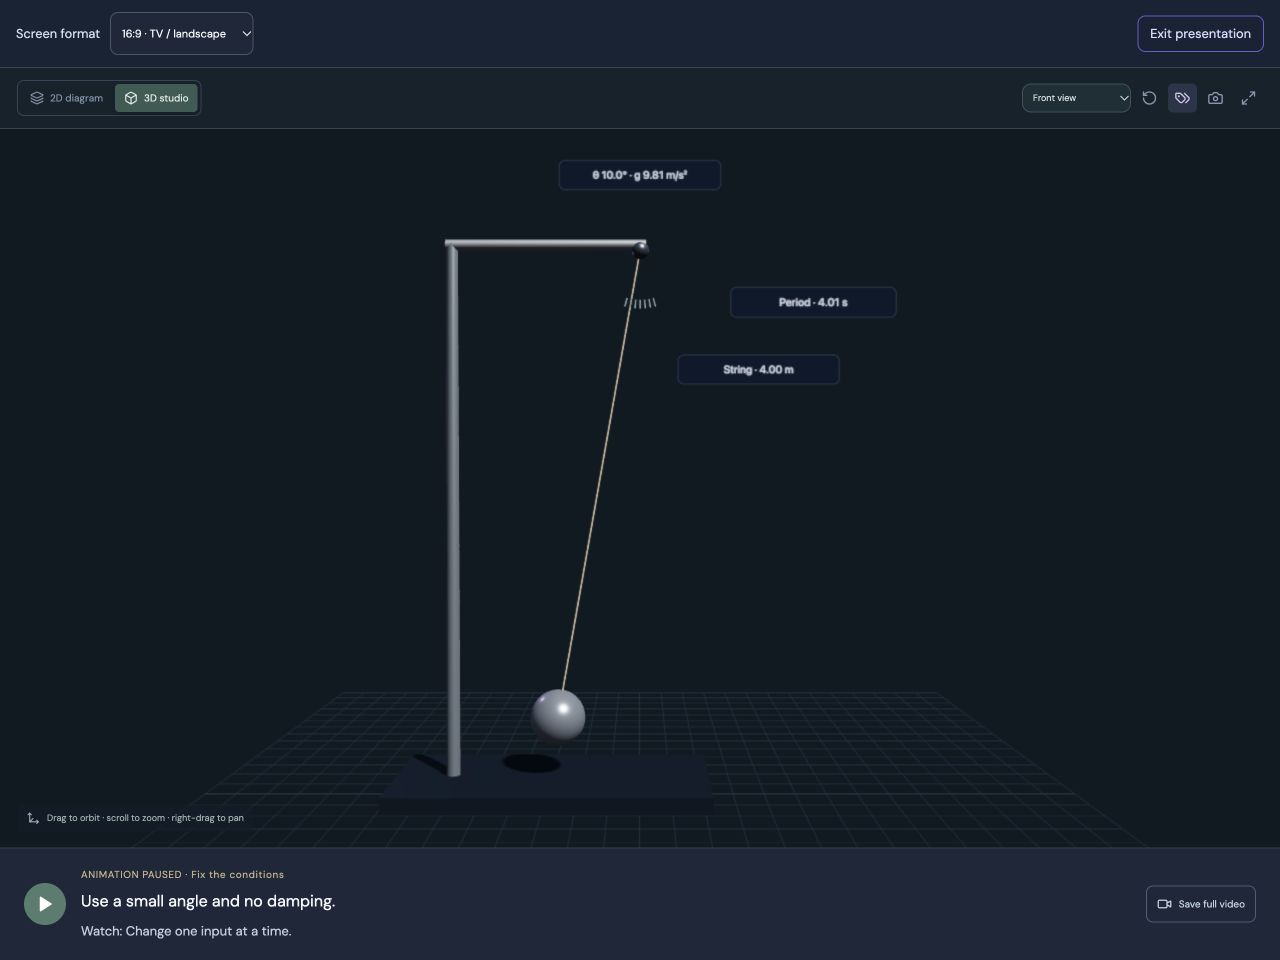 Screen format
16:9 · TV / landscape
Exit presentation
2D diagram
3D studio
Front view
θ 10.0° · g 9.81 m/s²
Period · 4.01 s
String · 4.00 m
Drag to orbit · scroll to zoom · right-drag to pan
ANIMATION PAUSED · Fix the conditions
Use a small angle and no damping.
Watch: Change one input at a time.
Save full video